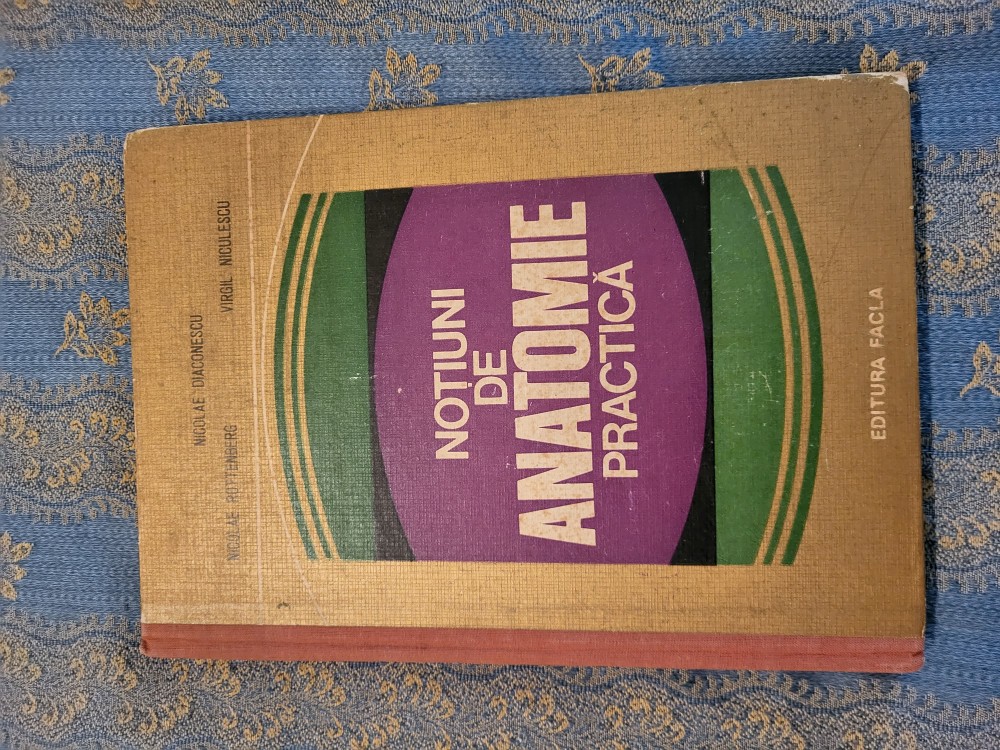 NICOLAE DIACONESCU
NICOLAE ROTTENBERG VIRGIL NICULESCU
NOȚIUNI
DE
ANATOMIE
PRACTICĂ
EDITURA FACLA